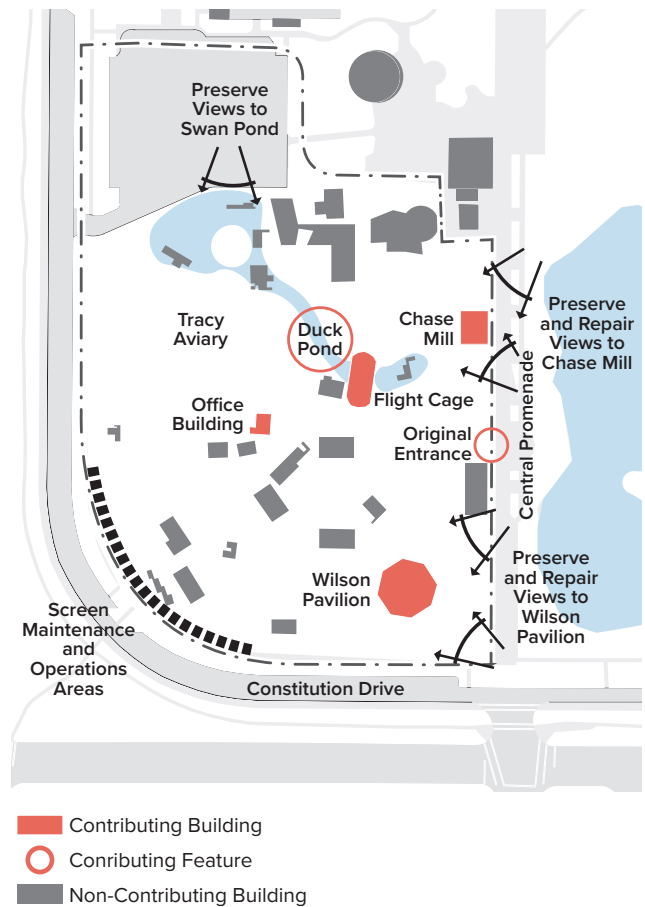 Preserve
Views to
Swan Pond
Tracy
Aviary
Duck
Pond
Chase
Mill
Preserve
and Repair
Views to
Chase Mill
Flight Cage
Office
Building
Original
Entrance
Central Promenade
Wilson
Pavilion
Preserve
and Repair
Views to
Wilson
Pavilion
Screen
Maintenance
and
Operations
Areas
Constitution Drive
Contributing Building
Conributing Feature
Non-Contributing Building